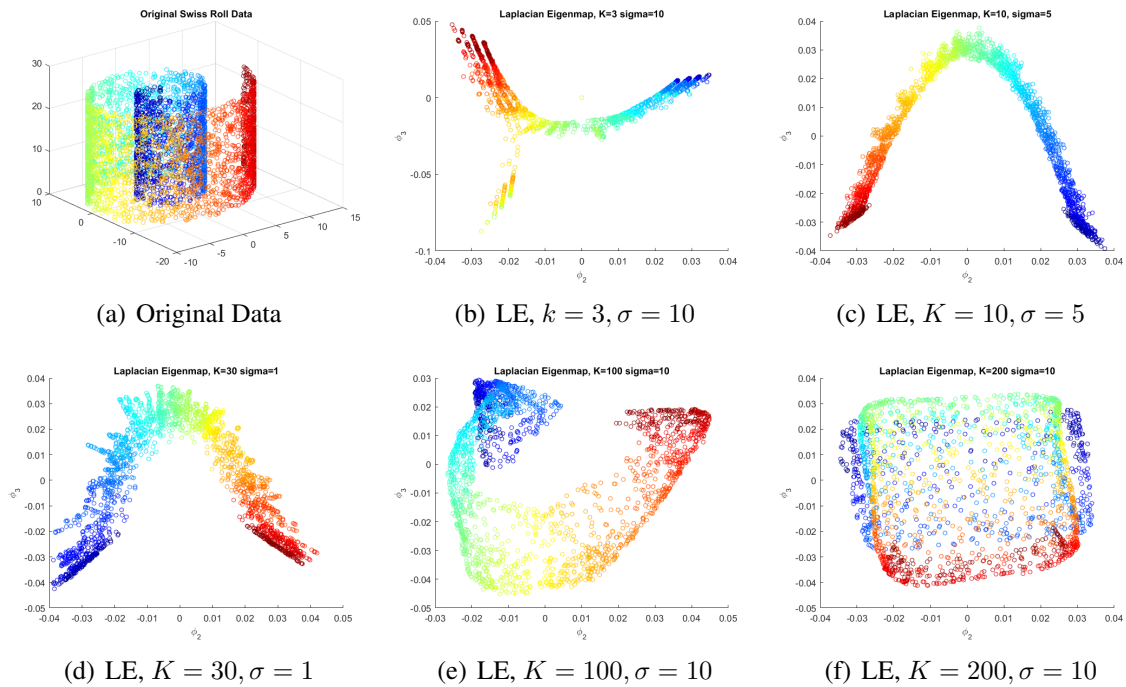 Original Swiss Roll Data
30
20
10
0
10
0
-10
-20
-10
-5
0
5
10
15
(a) Original Data
Laplacian Eigenmap, K=3 sigma=10
0.05
0
-0.05
-0.1
ϕ3
-0.04 -0.03 -0.02 -0.01 0 0.01 0.02 0.03 0.04
ϕ2
(b) LE, k = 3, σ = 10
Laplacian Eigenmap, K=10, sigma=5
0.04
0.03
0.02
0.01
0
-0.01
-0.02
-0.03
-0.04
ϕ3
-0.04 -0.03 -0.02 -0.01 0 0.01 0.02 0.03 0.04
ϕ2
(c) LE, K = 10, σ = 5
Laplacian Eigenmap, K=30 sigma=1
0.04
0.03
0.02
0.01
0
-0.01
-0.02
-0.03
-0.04
-0.05
ϕ3
-0.04 -0.03 -0.02 -0.01 0 0.01 0.02 0.03 0.04 0.05
ϕ2
(d) LE, K = 30, σ = 1
Laplacian Eigenmap, K=100 sigma=10
0.03
0.02
0.01
0
-0.01
-0.02
-0.03
-0.04
-0.05
ϕ3
-0.03 -0.02 -0.01 0 0.01 0.02 0.03 0.04 0.05
ϕ2
(e) LE, K = 100, σ = 10
Laplacian Eigenmap, K=200 sigma=10
0.04
0.03
0.02
0.01
0
-0.01
-0.02
-0.03
-0.04
-0.05
ϕ3
-0.04 -0.03 -0.02 -0.01 0 0.01 0.02 0.03 0.04
ϕ2
(f) LE, K = 200, σ = 10